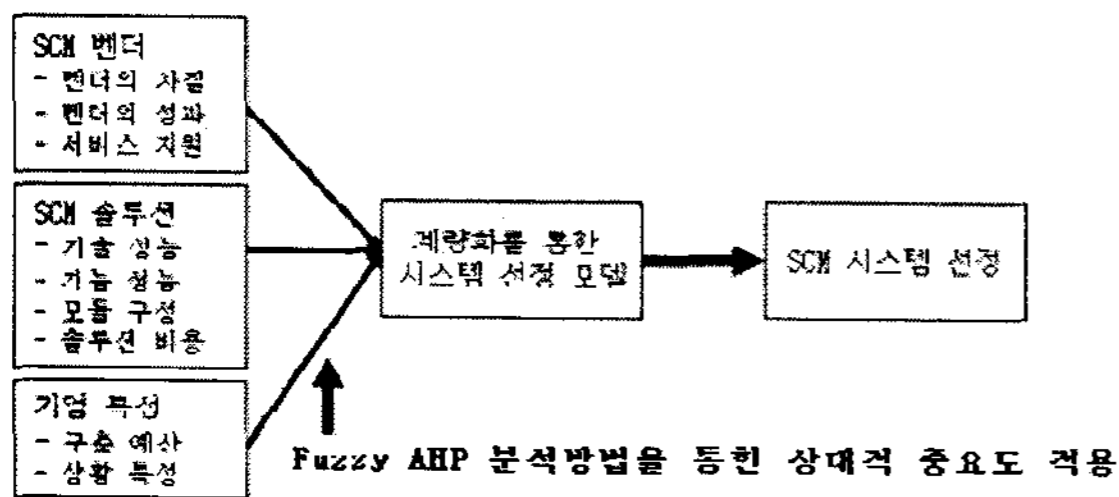 SCM 벤더
- 벤더의 자질
- 벤더의 성과
- 서비스 지원
SCM 솔루션
- 기술 성능
- 기능 성능
- 모듈 구성
- 솔루션 비용
기업 특성
- 구축 예산
- 상황 특성
계량화를 통한
시스템 선정 모델
SCM 시스템 선정
Fuzzy AHP 분석방법을 통한 상대적 중요도 적용